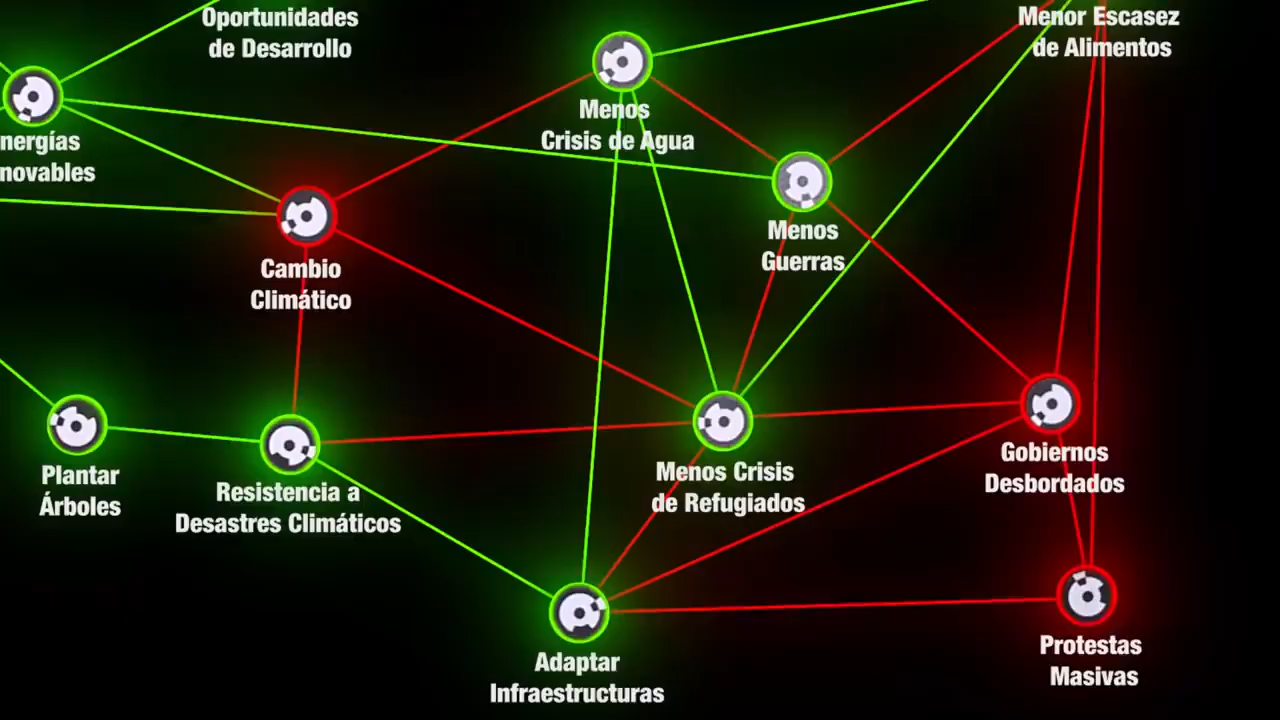 Oportunidades
de Desarrollo
Menor Escasez
de Alimentos
Menos
Crisis de Agua
nergías
novables
Menos
Guerras
Cambio
Climático
Gobiernos
Desbordados
Menos Crisis
de Refugiados
Plantar
Árboles
Resistencia a
Desastres Climáticos
Protestas
Masivas
Adaptar
Infraestructuras